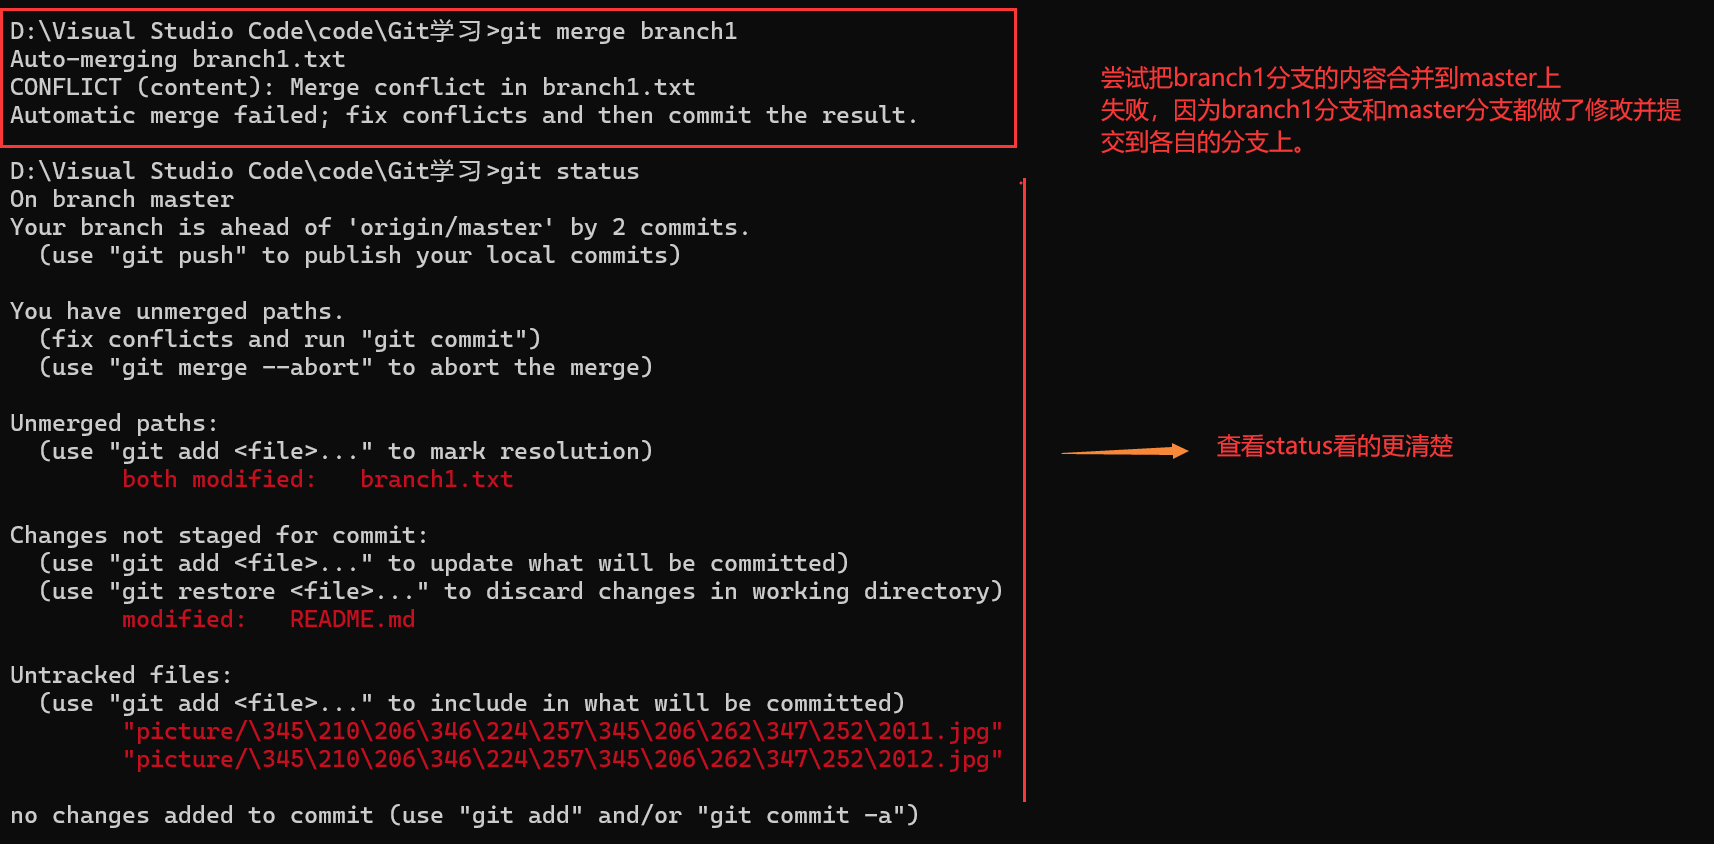 D:\Visual Studio Code\code\Git学习>git merge branch1
Auto-merging branch1.txt
CONFLICT (content): Merge conflict in branch1.txt
Automatic merge failed; fix conflicts and then commit the result.
尝试把branch1分支的内容合并到master上
失败，因为branch1分支和master分支都做了修改并提
交到各自的分支上。
D:\Visual Studio Code\code\Git学习>git status
On branch master
Your branch is ahead of 'origin/master' by 2 commits.
  (use "git push" to publish your local commits)
You have unmerged paths.
  (fix conflicts and run "git commit")
  (use "git merge --abort" to abort the merge)
Unmerged paths:
  (use "git add <file>..." to mark resolution)
        both modified:   branch1.txt
查看status看的更清楚
Changes not staged for commit:
  (use "git add <file>..." to update what will be committed)
  (use "git restore <file>..." to discard changes in working directory)
        modified:   README.md
Untracked files:
  (use "git add <file>..." to include in what will be committed)
        "picture/\345\210\206\346\224\257\345\206\262\347\252\2011.jpg"
        "picture/\345\210\206\346\224\257\345\206\262\347\252\2012.jpg"
no changes added to commit (use "git add" and/or "git commit -a")